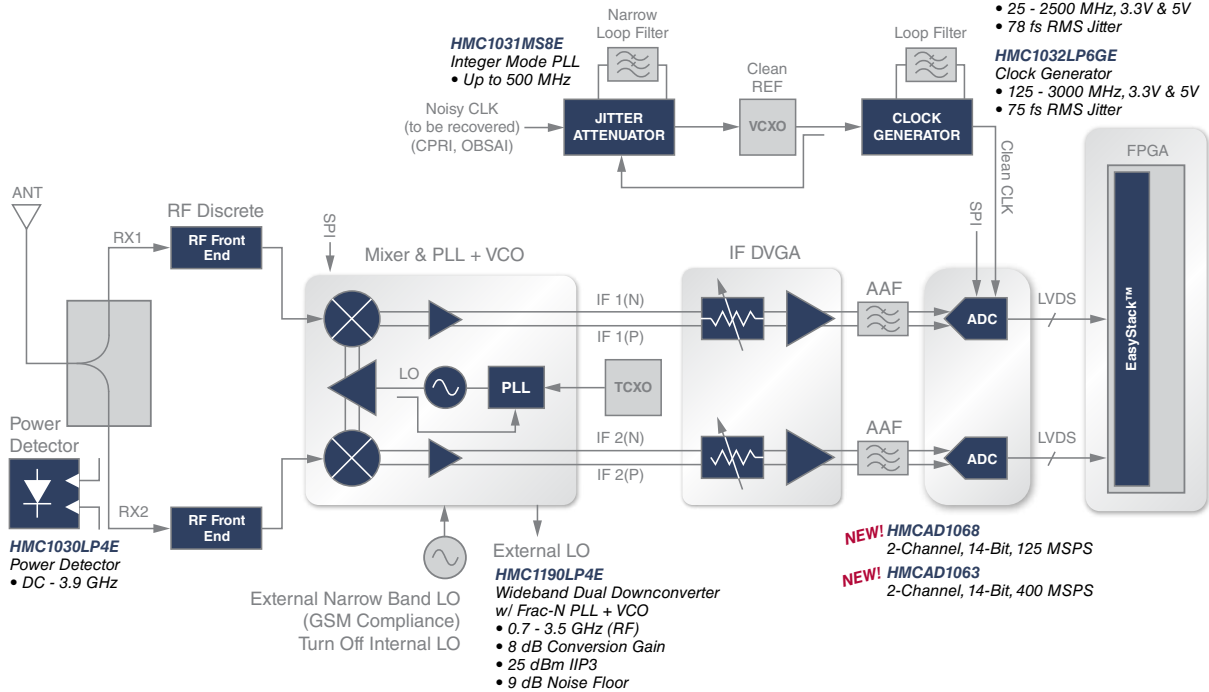 • 25 - 2500 MHz, 3.3V & 5V
• 78 fs RMS Jitter
HMC1032LP6GE
Clock Generator
• 125 - 3000 MHz, 3.3V & 5V
• 75 fs RMS Jitter
Narrow
Loop Filter
Loop Filter
HMC1031MS8E
Integer Mode PLL
• Up to 500 MHz
Clean
REF
Noisy CLK
(to be recovered)
(CPRI, OBSAI)
JITTER
ATTENUATOR
VCXO
CLOCK
GENERATOR
Clean CLK
FPGA
EasyStack™
ANT
RF Discrete
RX1
RF Front
End
SPI
Mixer & PLL + VCO
IF DVGA
SPI
AAF
IF 1(N)
IF 1(P)
ADC
LVDS
LO
PLL
TCXO
Power
Detector
IF 2(N)
IF 2(P)
AAF
ADC
LVDS
RX2
RF Front
End
HMC1030LP4E
Power Detector
• DC - 3.9 GHz
External Narrow Band LO
(GSM Compliance)
Turn Off Internal LO
External LO
HMC1190LP4E
Wideband Dual Downconverter
w/ Frac-N PLL + VCO
• 0.7 - 3.5 GHz (RF)
• 8 dB Conversion Gain
• 25 dBm IIP3
• 9 dB Noise Floor
NEW! HMCAD1068
2-Channel, 14-Bit, 125 MSPS
NEW! HMCAD1063
2-Channel, 14-Bit, 400 MSPS